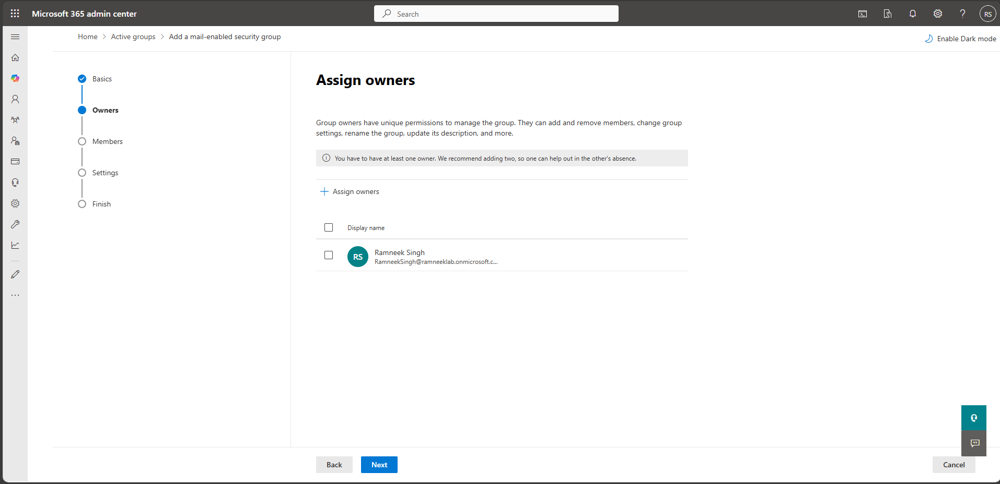 Microsoft 365 admin center
Search
RS
Home > Active groups > Add a mail-enabled security group
Enable Dark mode
Basics
Owners
Members
Settings
Finish
Assign owners
Group owners have unique permissions to manage the group. They can add and remove members, change group
settings, rename the group, update its description, and more.
You have to have at least one owner. We recommend adding two, so one can help out in the other's absence.
Assign owners
Display name
RS
Ramneek Singh
RamneekSingh@ramneeklab.onmicrosoft.c...
Back
Next
Cancel